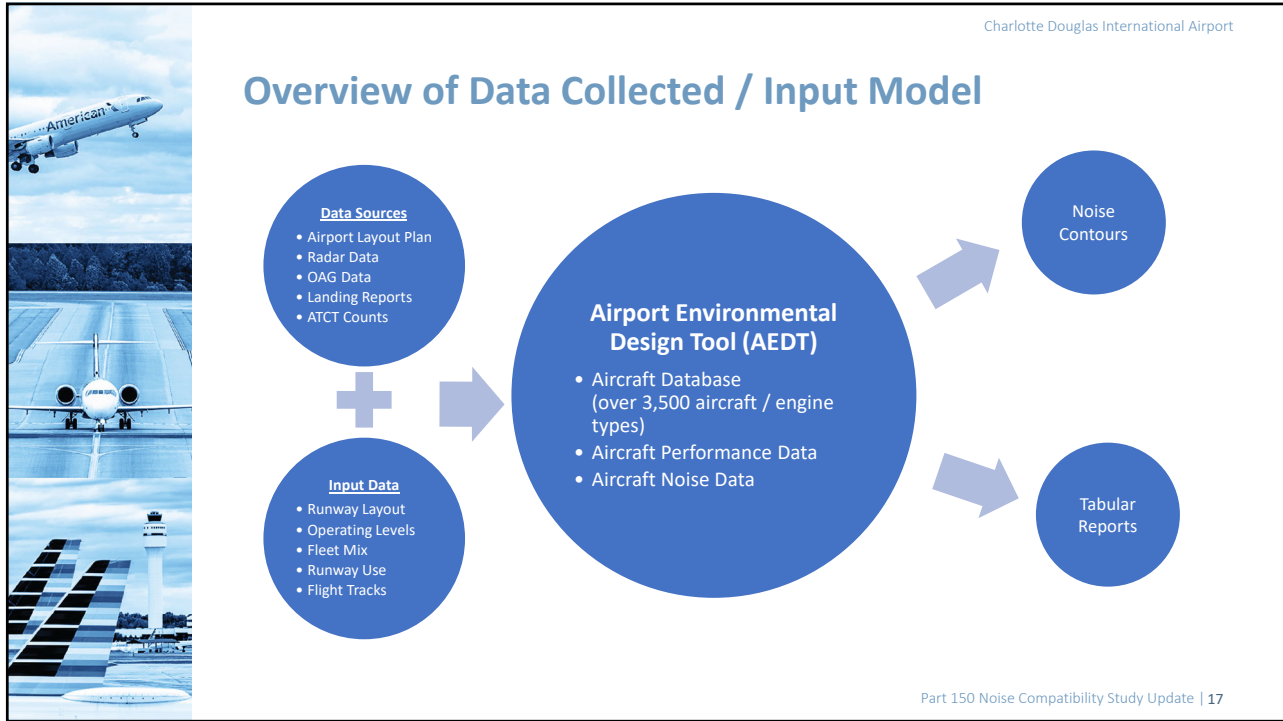 Charlotte Douglas International Airport
Overview of Data Collected / Input Model
American
Data Sources
• Airport Layout Plan
• Radar Data
• OAG Data
• Landing Reports
• ATCT Counts
Input Data
• Runway Layout
• Operating Levels
• Fleet Mix
• Runway Use
• Flight Tracks
Airport Environmental
Design Tool (AEDT)
• Aircraft Database
(over 3,500 aircraft / engine
types)
• Aircraft Performance Data
• Aircraft Noise Data
Noise
Contours
Tabular
Reports
Part 150 Noise Compatibility Study Update | 17